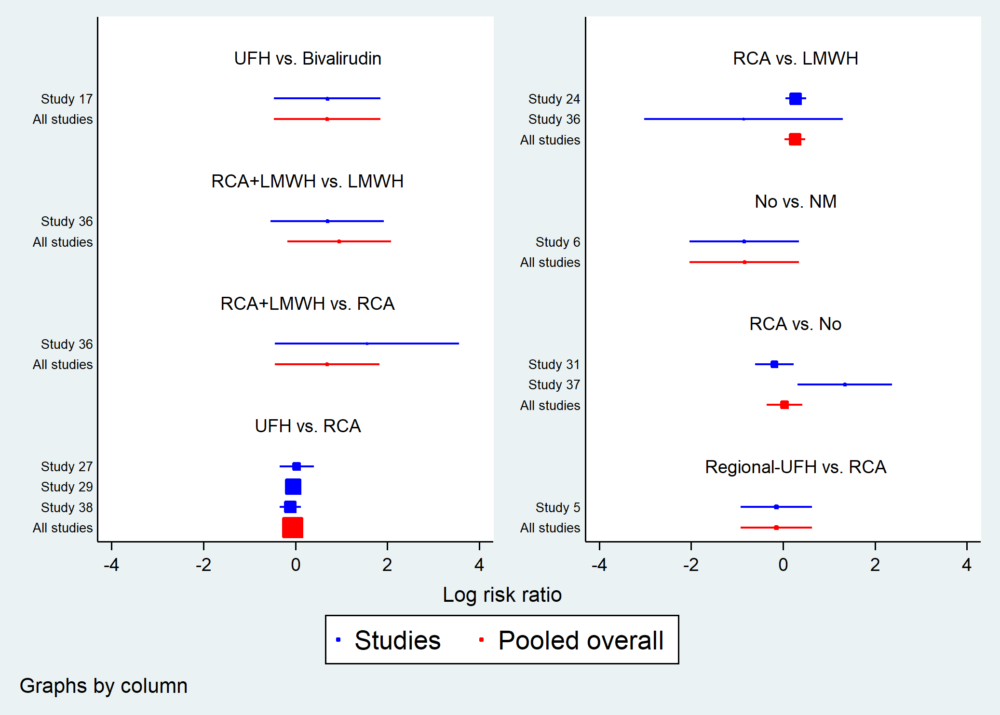 UFH vs. Bivalirudin
Study 17
All studies
RCA+LMWH vs. LMWH
Study 36
All studies
RCA+LMWH vs. RCA
Study 36
All studies
UFH vs. RCA
Study 27
Study 29
Study 38
All studies
-4 -2 0 2 4
RCA vs. LMWH
Study 24
Study 36
All studies
No vs. NM
Study 6
All studies
RCA vs. No
Study 31
Study 37
All studies
Regional-UFH vs. RCA
Study 5
All studies
-4 -2 0 2 4
Log risk ratio
Studies Pooled overall
Graphs by column